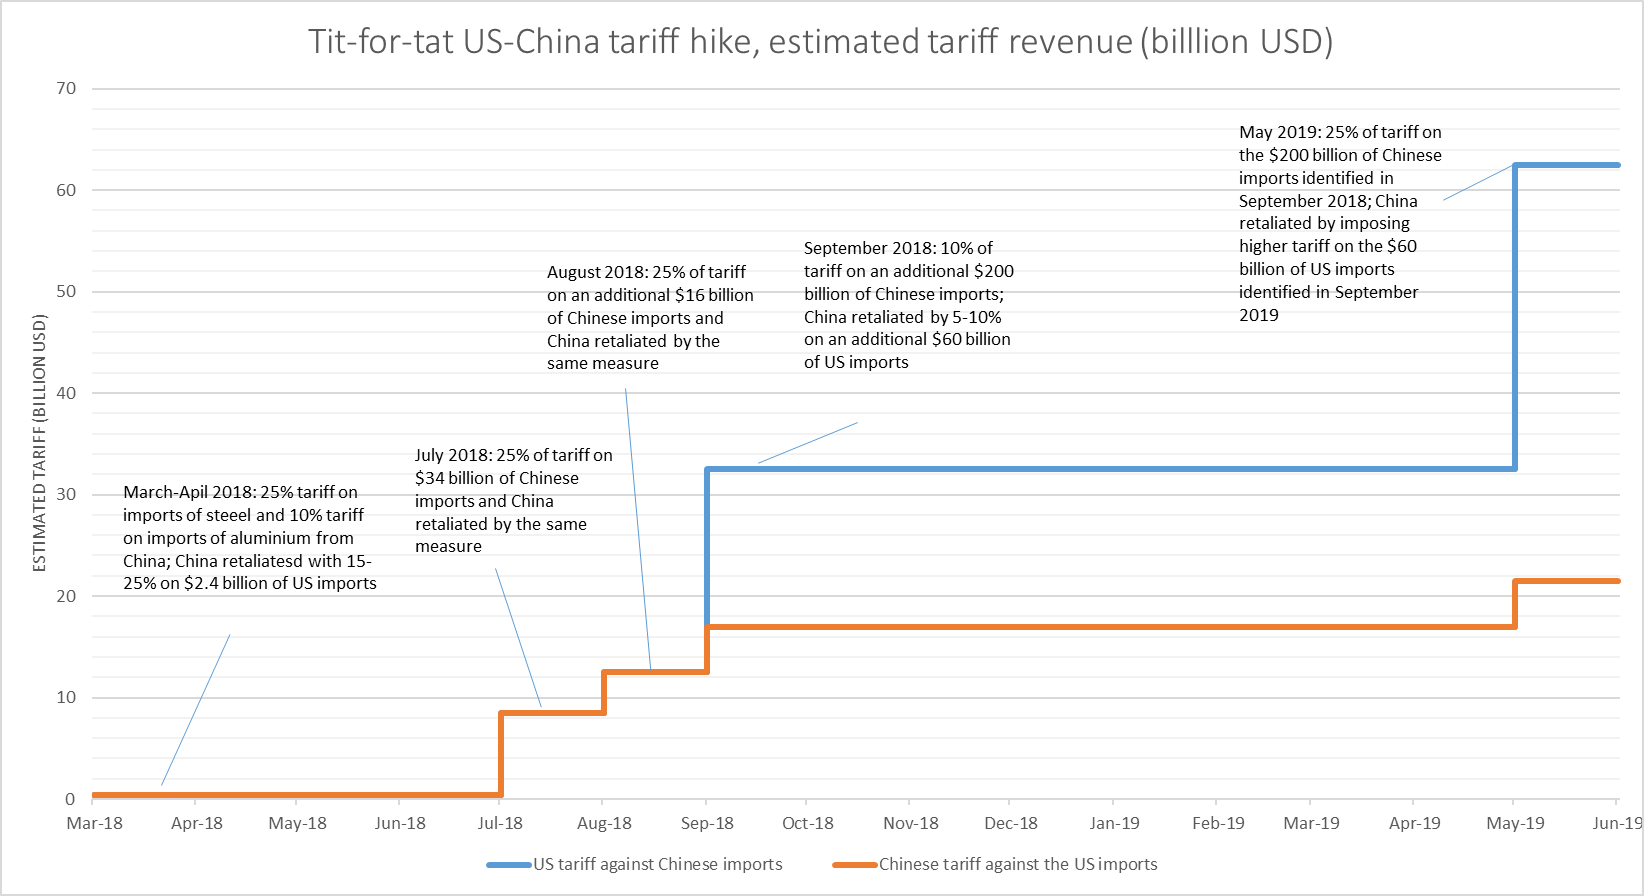 Tit-for-tat US-China tariff hike, estimated tariff revenue (billlion USD)
70
60
50
40
30
20
10
0
ESTIMATED TARIFF (BILLION USD)
March-Apil 2018: 25% tariff on
imports of steeel and 10% tariff
on imports of aluminium from
China; China retaliatesd with 15-
25% on $2.4 billion of US imports
July 2018: 25% of tariff on
$34 billion of Chinese
imports and China
retaliated by the same
measure
August 2018: 25% of tariff
on an additional $16 billion
of Chinese imports and
China retaliated by the
same measure
September 2018: 10% of
tariff on an additional $200
billion of Chinese imports;
China retaliated by 5-10%
on an additional $60 billion
of US imports
May 2019: 25% of tariff on
the $200 billion of Chinese
imports identified in
September 2018; China
retaliated by imposing
higher tariff on the $60
billion of US imports
identified in September
2019
Mar-18 Apr-18 May-18 Jun-18 Jul-18 Aug-18 Sep-18 Oct-18 Nov-18 Dec-18 Jan-19 Feb-19 Mar-19 Apr-19 May-19 Jun-19
US tariff against Chinese imports Chinese tariff against the US imports